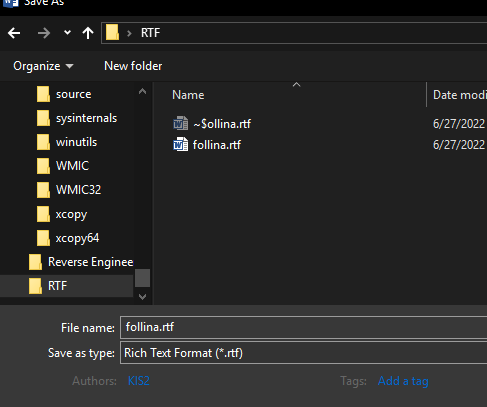 Save As
RTF
Organize
New folder
source
sysinternals
winutils
WMIC
WMIC32
xcopy
xcopy64
Reverse Enginee
RTF
Name
Date modi
~$ollina.rtf
6/27/2022
follina.rtf
6/27/2022
File name:
follina.rtf
Save as type:
Rich Text Format (*.rtf)
Authors:
KIS2
Tags:
Add a tag